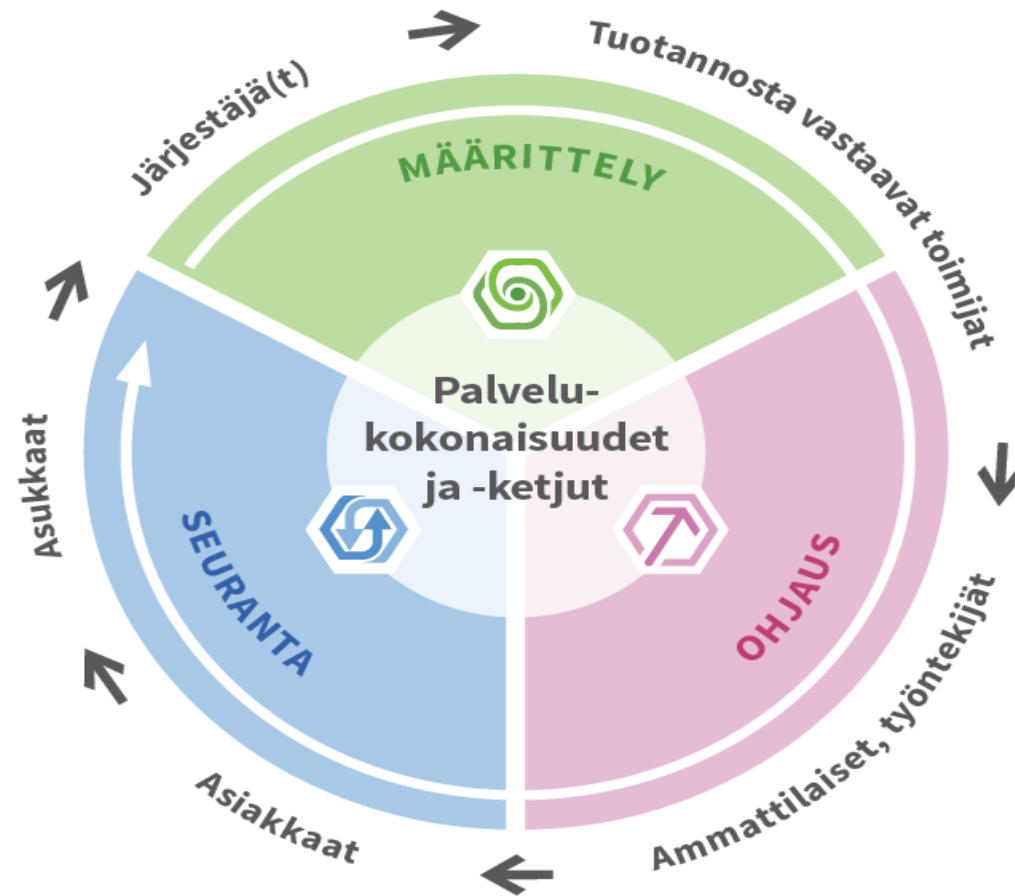 Järjestäjä(t)
Tuotannosta vastaavat toimijat
Ammattilaiset, työntekijät
Asiakkaat
Asukkaat
MÄÄRITTELY
OHJAUS
SEURANTA
Palvelu-
kokonaisuudet
ja -ketjut